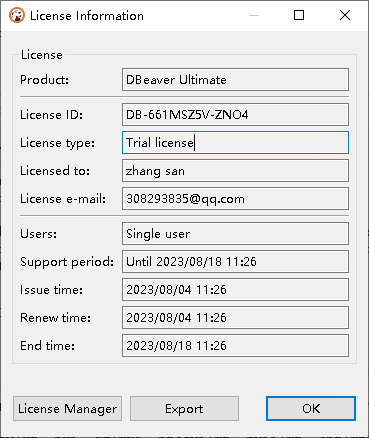 License Information
License
Product: DBeaver Ultimate
License ID: DB-661MSZ5V-ZNO4
License type: Trial license
Licensed to: zhang san
License e-mail: 308293835@qq.com
Users: Single user
Support period: Until 2023/08/18 11:26
Issue time: 2023/08/04 11:26
Renew time: 2023/08/04 11:26
End time: 2023/08/18 11:26
License Manager Export OK